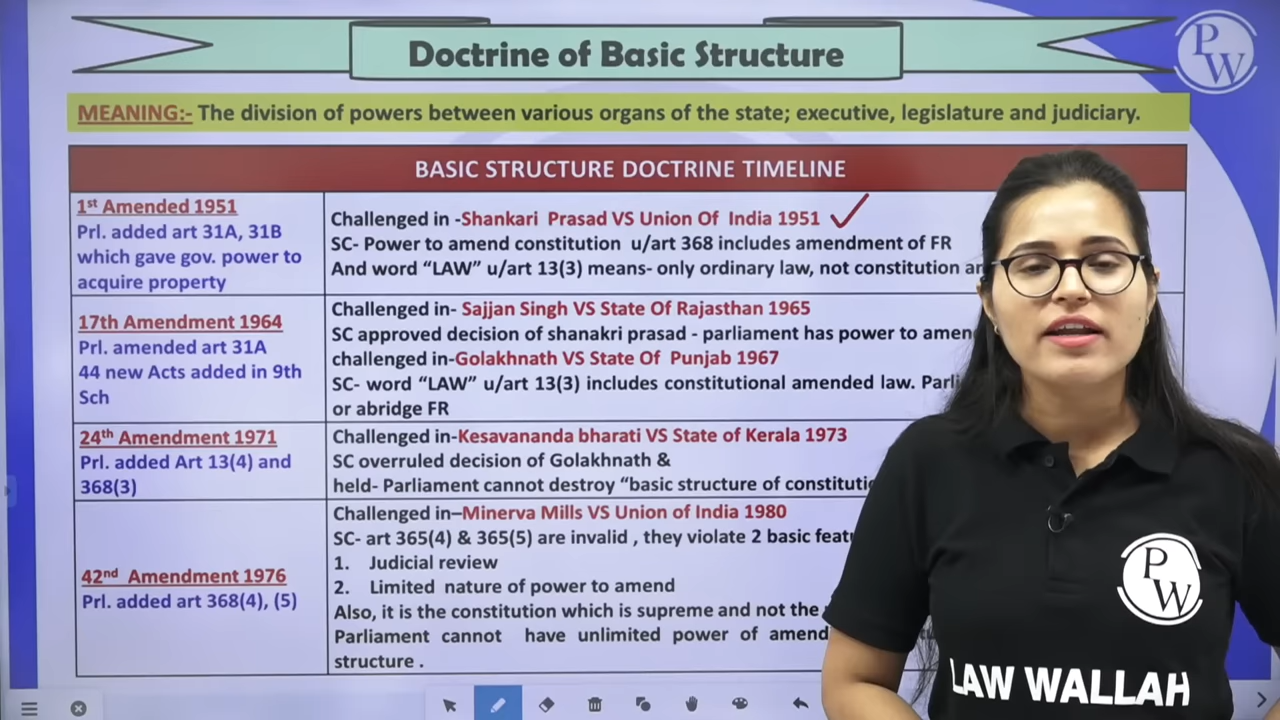 Doctrine of Basic Structure
PW
MEANING:- The division of powers between various organs of the state; executive, legislature and judiciary.
BASIC STRUCTURE DOCTRINE TIMELINE
1st Amended 1951
Prl. added art 31A, 31B
which gave gov. power to
acquire property
Challenged in -Shankari Prasad VS Union Of India 1951
SC- Power to amend constitution u/art 368 includes amendment of FR
And word “LAW” u/art 13(3) means- only ordinary law, not constitution
17th Amendment 1964
Prl. amended art 31A
44 new Acts added in 9th
Sch
Challenged in- Sajjan Singh VS State Of Rajasthan 1965
SC approved decision of shanakri prasad - parliament has power to
challenged in-Golakhnath VS State Of Punjab 1967
SC- word “LAW” u/art 13(3) includes constitutional amended law.
or abridge FR
24th Amendment 1971
Prl. added Art 13(4) and
368(3)
Challenged in-Kesavananda bharati VS State of Kerala 1973
SC overruled decision of Golakhnath &
held- Parliament cannot destroy “basic structure of
42nd Amendment 1976
Prl. added art 368(4), (5)
Challenged in–Minerva Mills VS Union of India 1980
SC- art 365(4) & 365(5) are invalid , they violate 2 basic
1. Judicial review
2. Limited nature of power to amend
Also, it is the constitution which is supreme and not the
Parliament cannot have unlimited power of
structure .
PW
LAW WALLAH